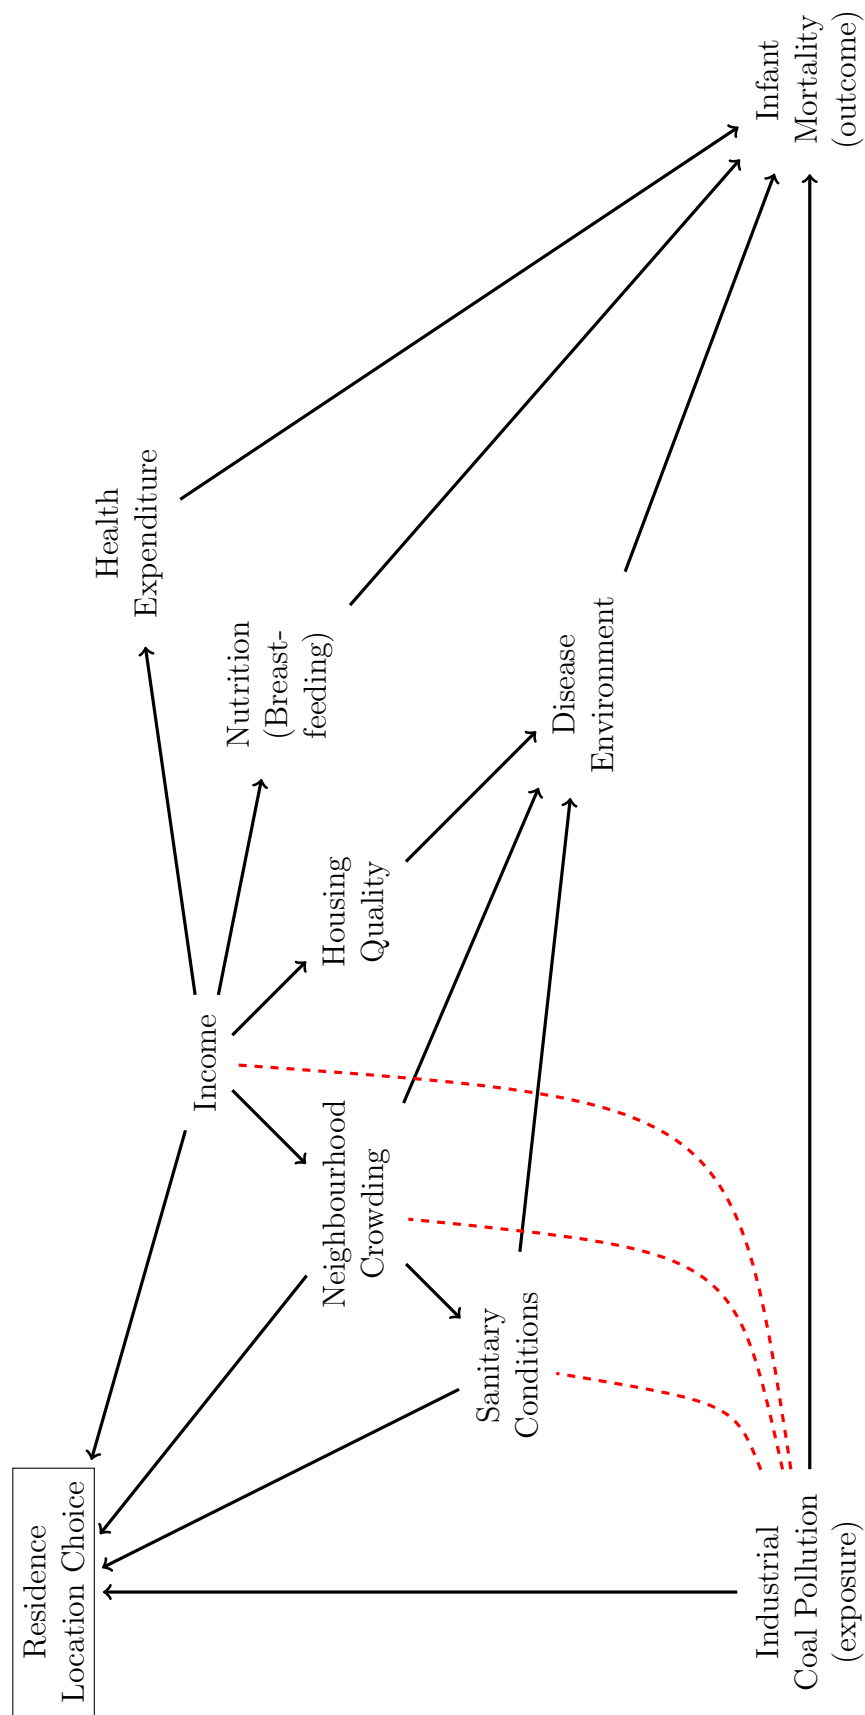 Residence
Location Choice
Income
Health
Expenditure
Nutrition
(Breast-
feeding)
Neighbourhood
Crowding
Housing
Quality
Sanitary
Conditions
Disease
Environment
Industrial
Coal Pollution
(exposure)
Infant
Mortality
(outcome)